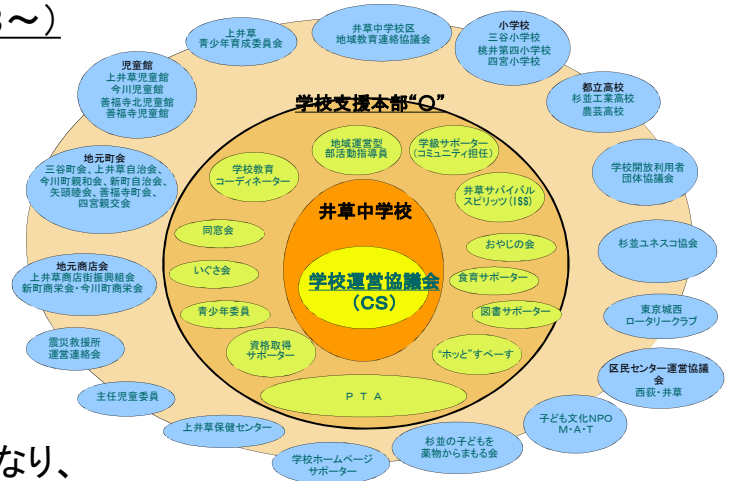 3～）
上井草
青少年育成委員会
井草中学校区
地域教育連絡協議会
小学校
三谷小学校
桃井第四小学校
四宮小学校
児童館
上井草児童館
今川児童館
善福寺北児童館
善福寺児童館
都立高校
杉並工業高校
農芸高校
学校支援本部“〇”
地域運営型
部活動指導員
学級サポーター
（コミュニティ担任）
地元町会
三谷町会、上井草自治会、
今川町親和会、新町自治会、
矢頭睦会、善福寺町会、
四宮親交会
学校教育
コーディネーター
井草サバイバル
スピリッツ（ISS）
学校開放利用者
団体協議会
井草中学校
同窓会
おやじの会
杉並ユネスコ協会
地元商店会
上井草商店街振興組会
新町商栄会・今川町商栄会
いぐさ会
学校運営協議会
（CS）
食育サポーター
青少年委員
図書サポーター
東京城西
ロータリークラブ
震災救援所
運営連絡会
資格取得
サポーター
“ホッと”すぺーす
区民センター運営協議
会
西荻・井草
主任児童委員
ＰＴＡ
子ども文化NPO
M・A・T
上井草保健センター
杉並の子どもを
薬物からまもる会
学校ホームページ
サポーター
なり、